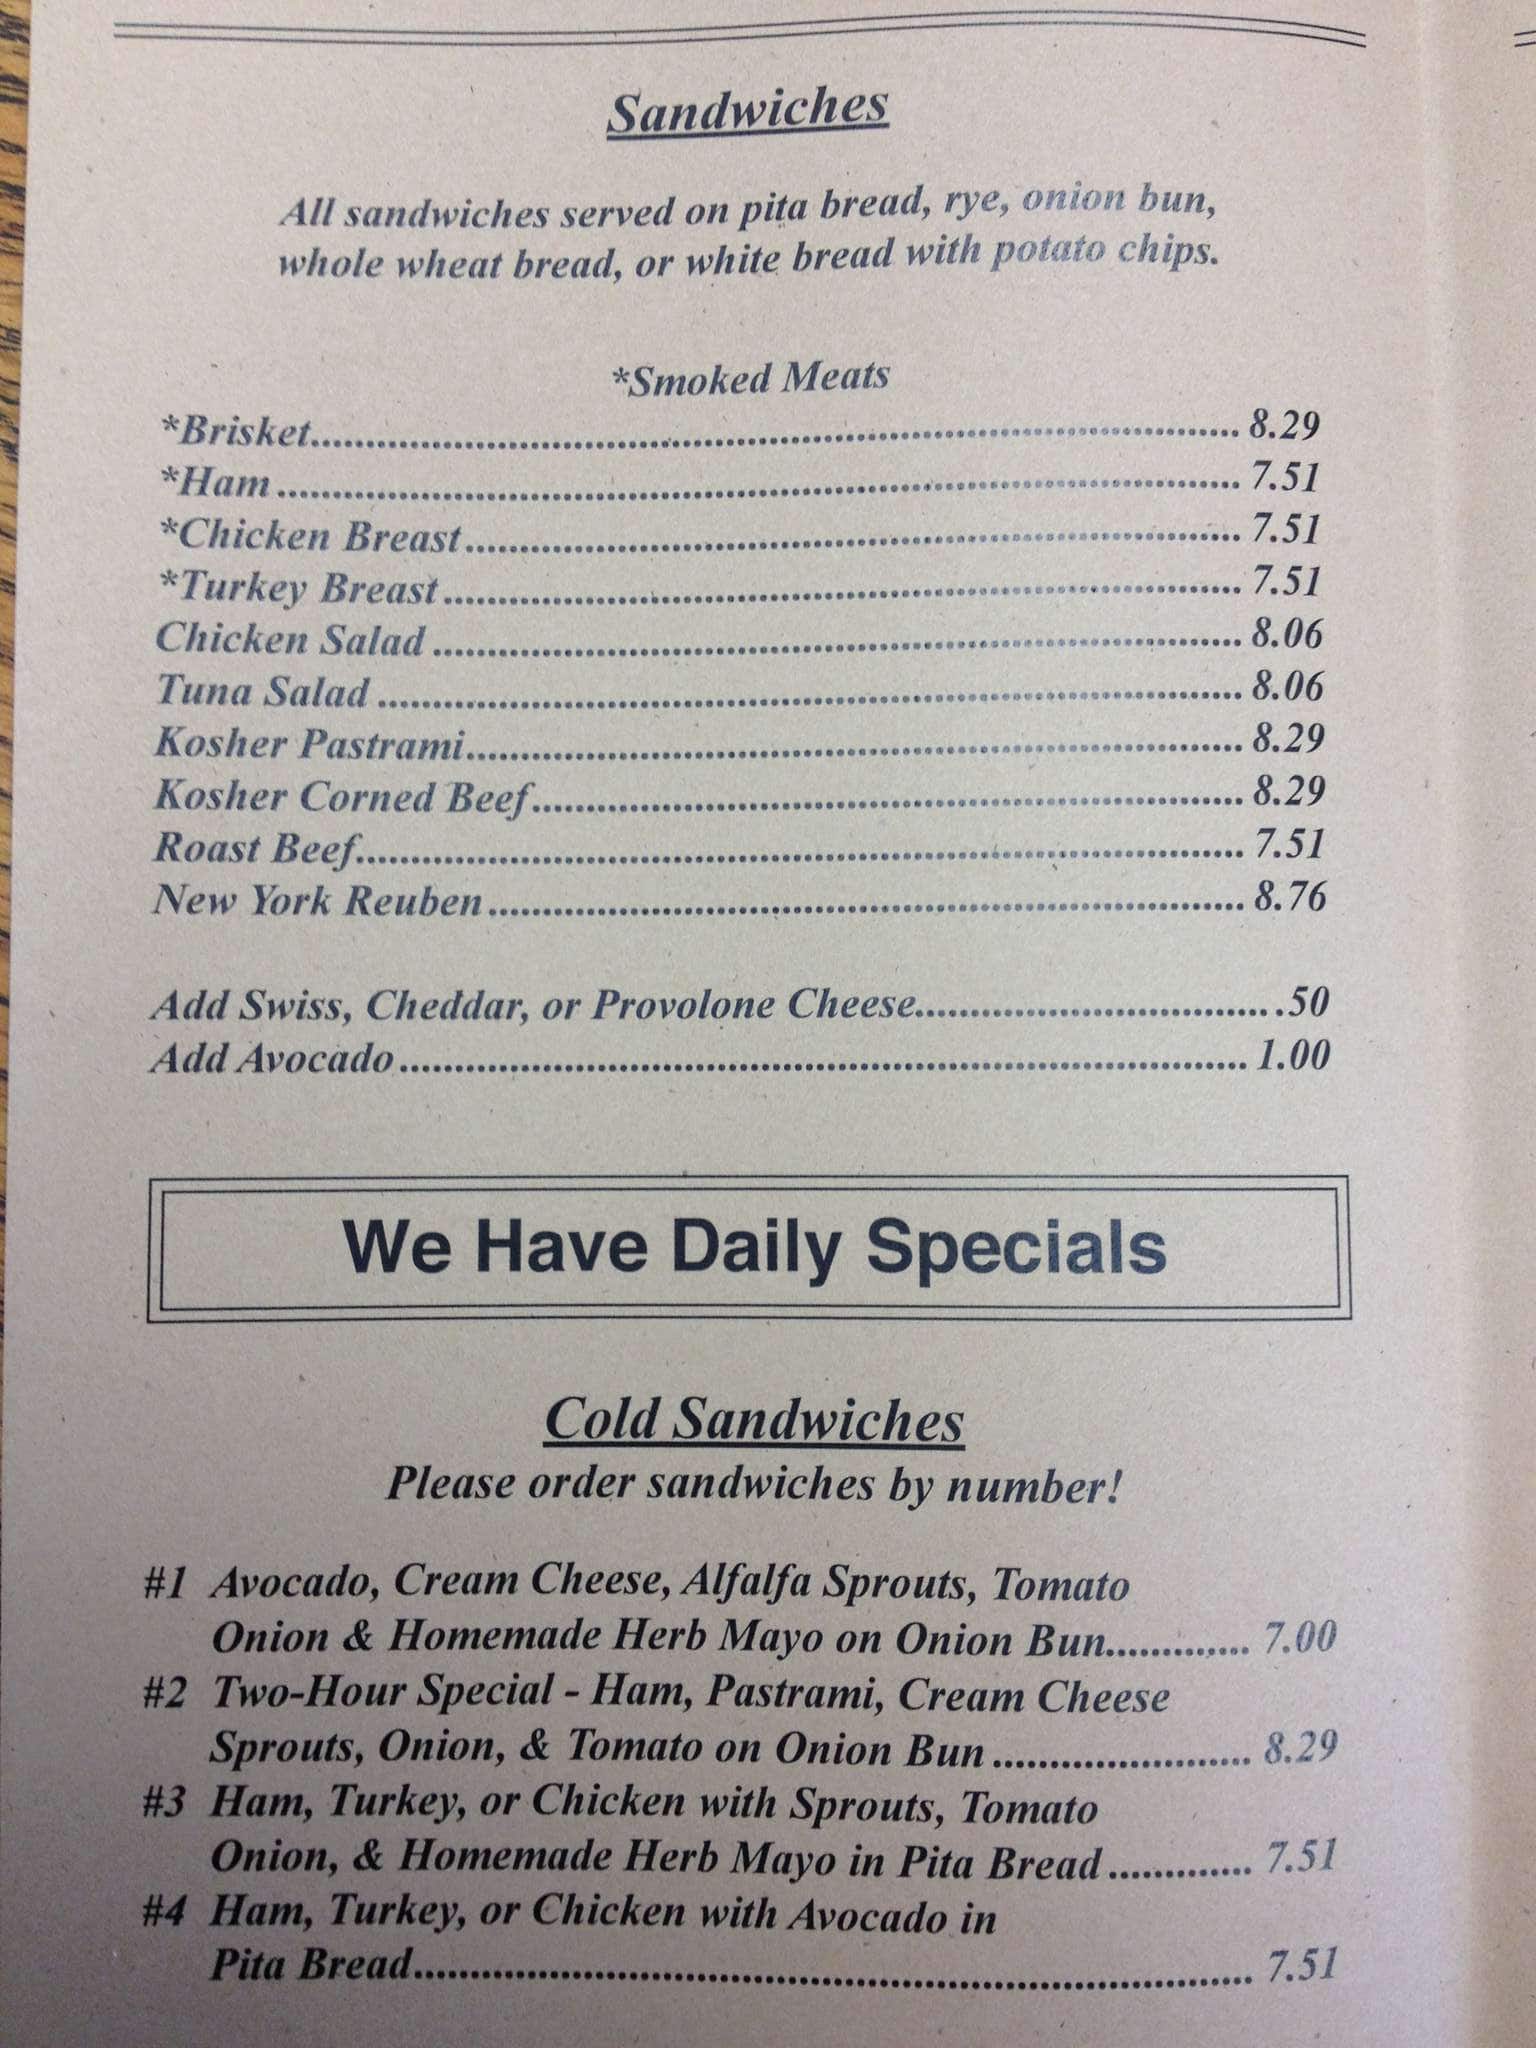 Sandwiches
All sandwiches served on pita bread, rye, onion bun,
whole wheat bread, or white bread with potato chips.
*Smoked Meats
*Brisket........ 8.29
*Ham........ 7.51
*Chicken Breast........ 7.51
*Turkey Breast........ 7.51
Chicken Salad........ 8.06
Tuna Salad........ 8.06
Kosher Pastrami........ 8.29
Kosher Corned Beef........ 8.29
Roast Beef........ 7.51
New York Reuben........ 8.76
Add Swiss, Cheddar, or Provolone Cheese........ .50
Add Avocado........ 1.00
We Have Daily Specials
Cold Sandwiches
Please order sandwiches by number!
#1 Avocado, Cream Cheese, Alfalfa Sprouts, Tomato
Onion & Homemade Herb Mayo on Onion Bun........ 7.00
#2 Two-Hour Special - Ham, Pastrami, Cream Cheese
Sprouts, Onion, & Tomato on Onion Bun........ 8.29
#3 Ham, Turkey, or Chicken with Sprouts, Tomato
Onion, & Homemade Herb Mayo in Pita Bread........ 7.51
#4 Ham, Turkey, or Chicken with Avocado in
Pita Bread........ 7.51